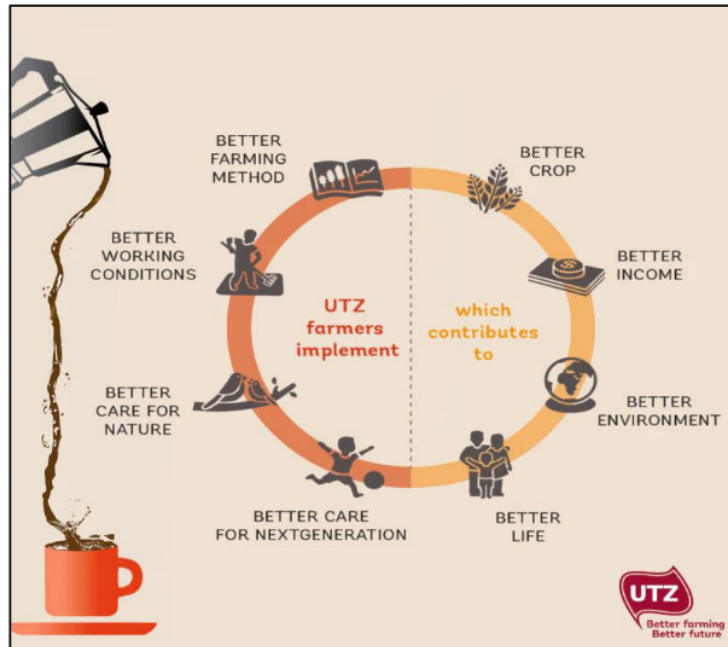 BETTER
FARMING
METHOD
BETTER
WORKING
CONDITIONS
BETTER
CARE FOR
NATURE
BETTER CARE
FOR NEXTGENERATION
UTZ
farmers
implement
which
contributes
to
BETTER
CROP
BETTER
INCOME
BETTER
ENVIRONMENT
BETTER
LIFE
UTZ
Better farming
Better future